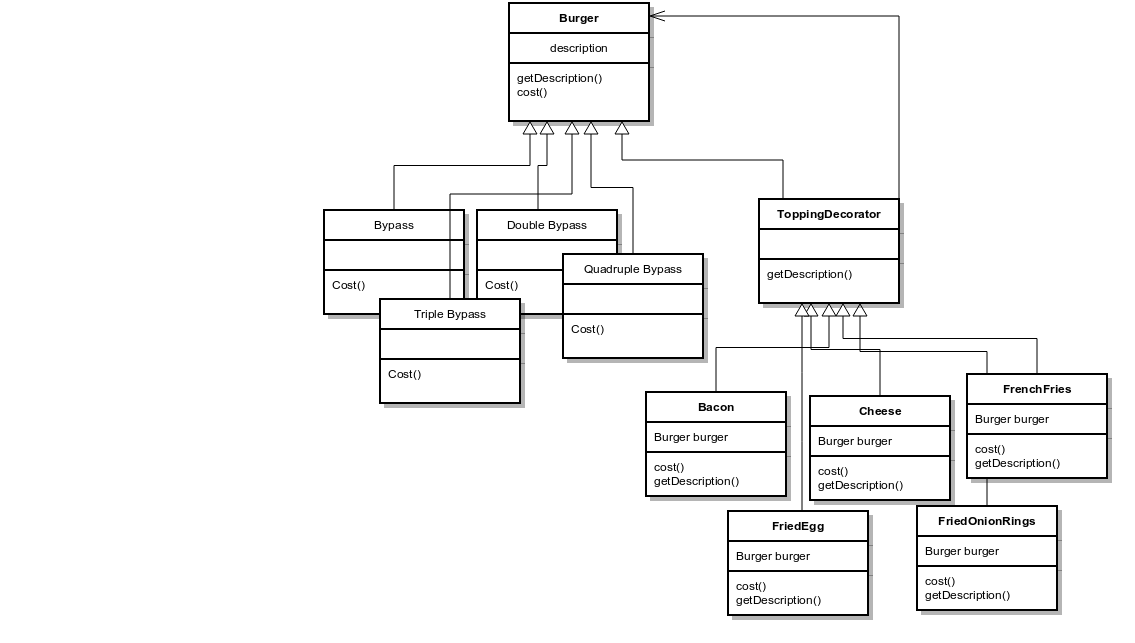 Burger
description
getDescription()
cost()
Bypass
Cost()
Double Bypass
Cost()
Quadruple Bypass
Cost()
Triple Bypass
Cost()
ToppingDecorator
getDescription()
Bacon
Burger burger
cost()
getDescription()
Cheese
Burger burger
cost()
getDescription()
FrenchFries
Burger burger
cost()
getDescription()
FriedEgg
Burger burger
cost()
getDescription()
FriedOnionRings
Burger burger
cost()
getDescription()